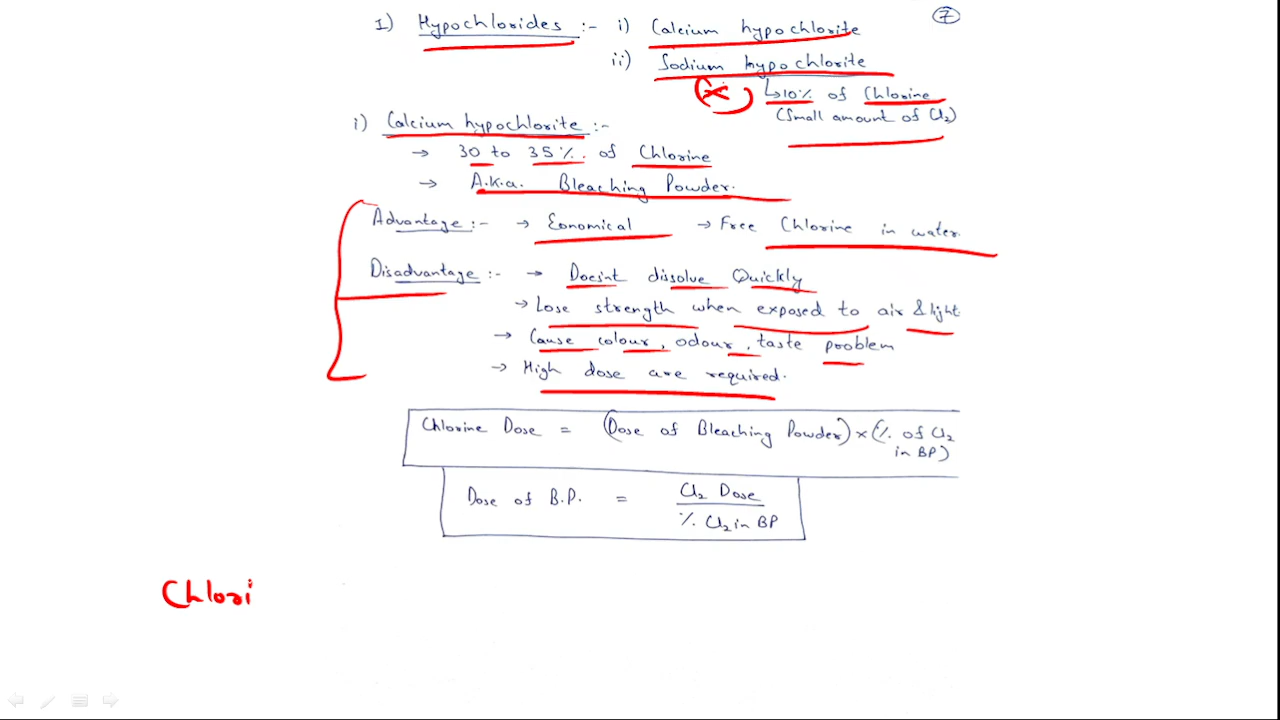 7
1) Hypochlorides :- i) Calcium hypochlorite
ii) Sodium hypochlorite
↳10% of Chlorine
(Small amount of Cl2)
i) Calcium hypochlorite :-
→ 30 to 35%. of Chlorine
→ A.k.a. Bleaching Powder.
Advantage :- → Economical → Free Chlorine in water.
Disadvantage :- → Doesn't dissolve Quickly
→ Lose strength when exposed to air & light.
→ Cause colour, odour, taste problem
→ High dose are required.
Chlorine Dose = (Dose of Bleaching Powder) × (% of Cl2
in BP)
Dose of B.P. = Cl2 Dose
% Cl2 in BP
Chlori